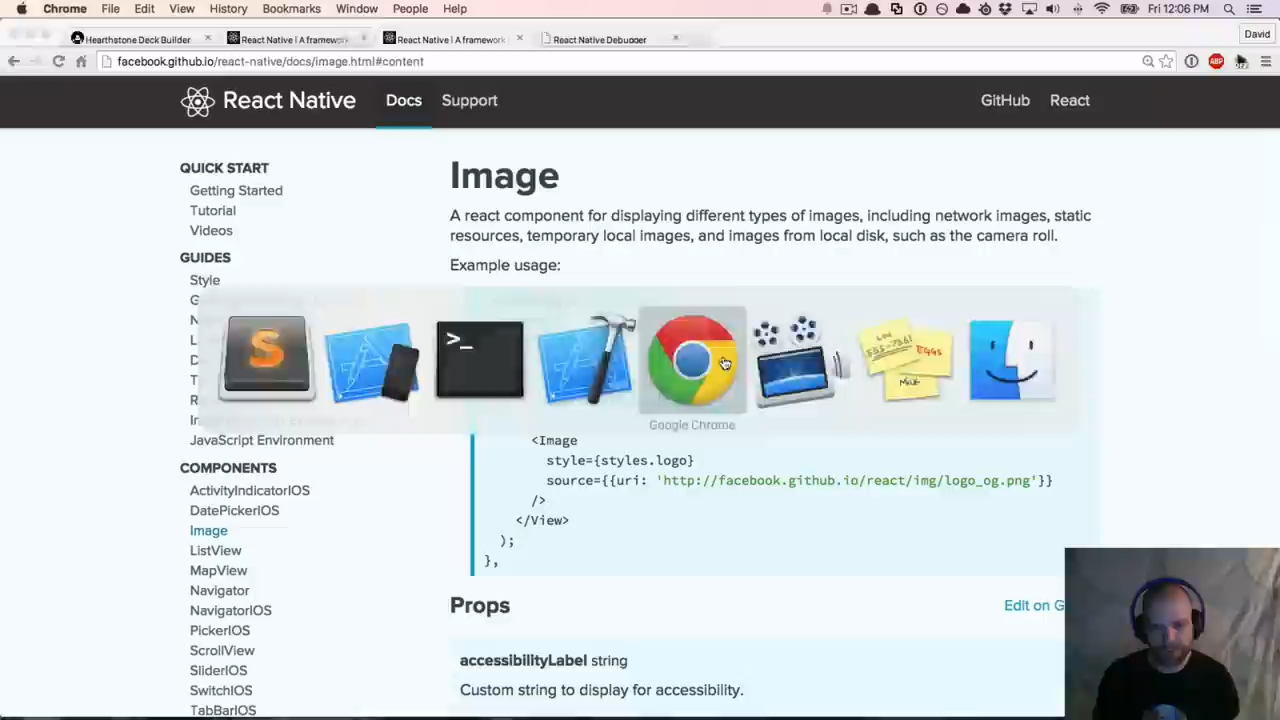 Chrome File Edit View History Bookmarks Window People Help Fri 12:06 PM
Hearthstone Deck Builder React Native | A framework React Native | A framework React Native Debugger David
facebook.github.io/react-native/docs/image.html#content ABP
React Native Docs Support GitHub React
QUICK START
Getting Started
Tutorial
Videos
GUIDES
Style
JavaScript Environment
COMPONENTS
ActivityIndicatorIOS
DatePickerIOS
Image
ListView
MapView
Navigator
NavigatorIOS
PickerIOS
ScrollView
SliderIOS
SwitchIOS
TabBarIOS
Image
A react component for displaying different types of images, including network images, static
resources, temporary local images, and images from local disk, such as the camera roll.
Example usage:
S >_ 555-7361 EGGS MILK
Google Chrome
<Image
style={styles.logo}
source={{uri: 'http://facebook.github.io/react/img/logo_og.png'}}
/>
</View>
);
},
Props Edit on G
accessibilityLabel string
Custom string to display for accessibility.